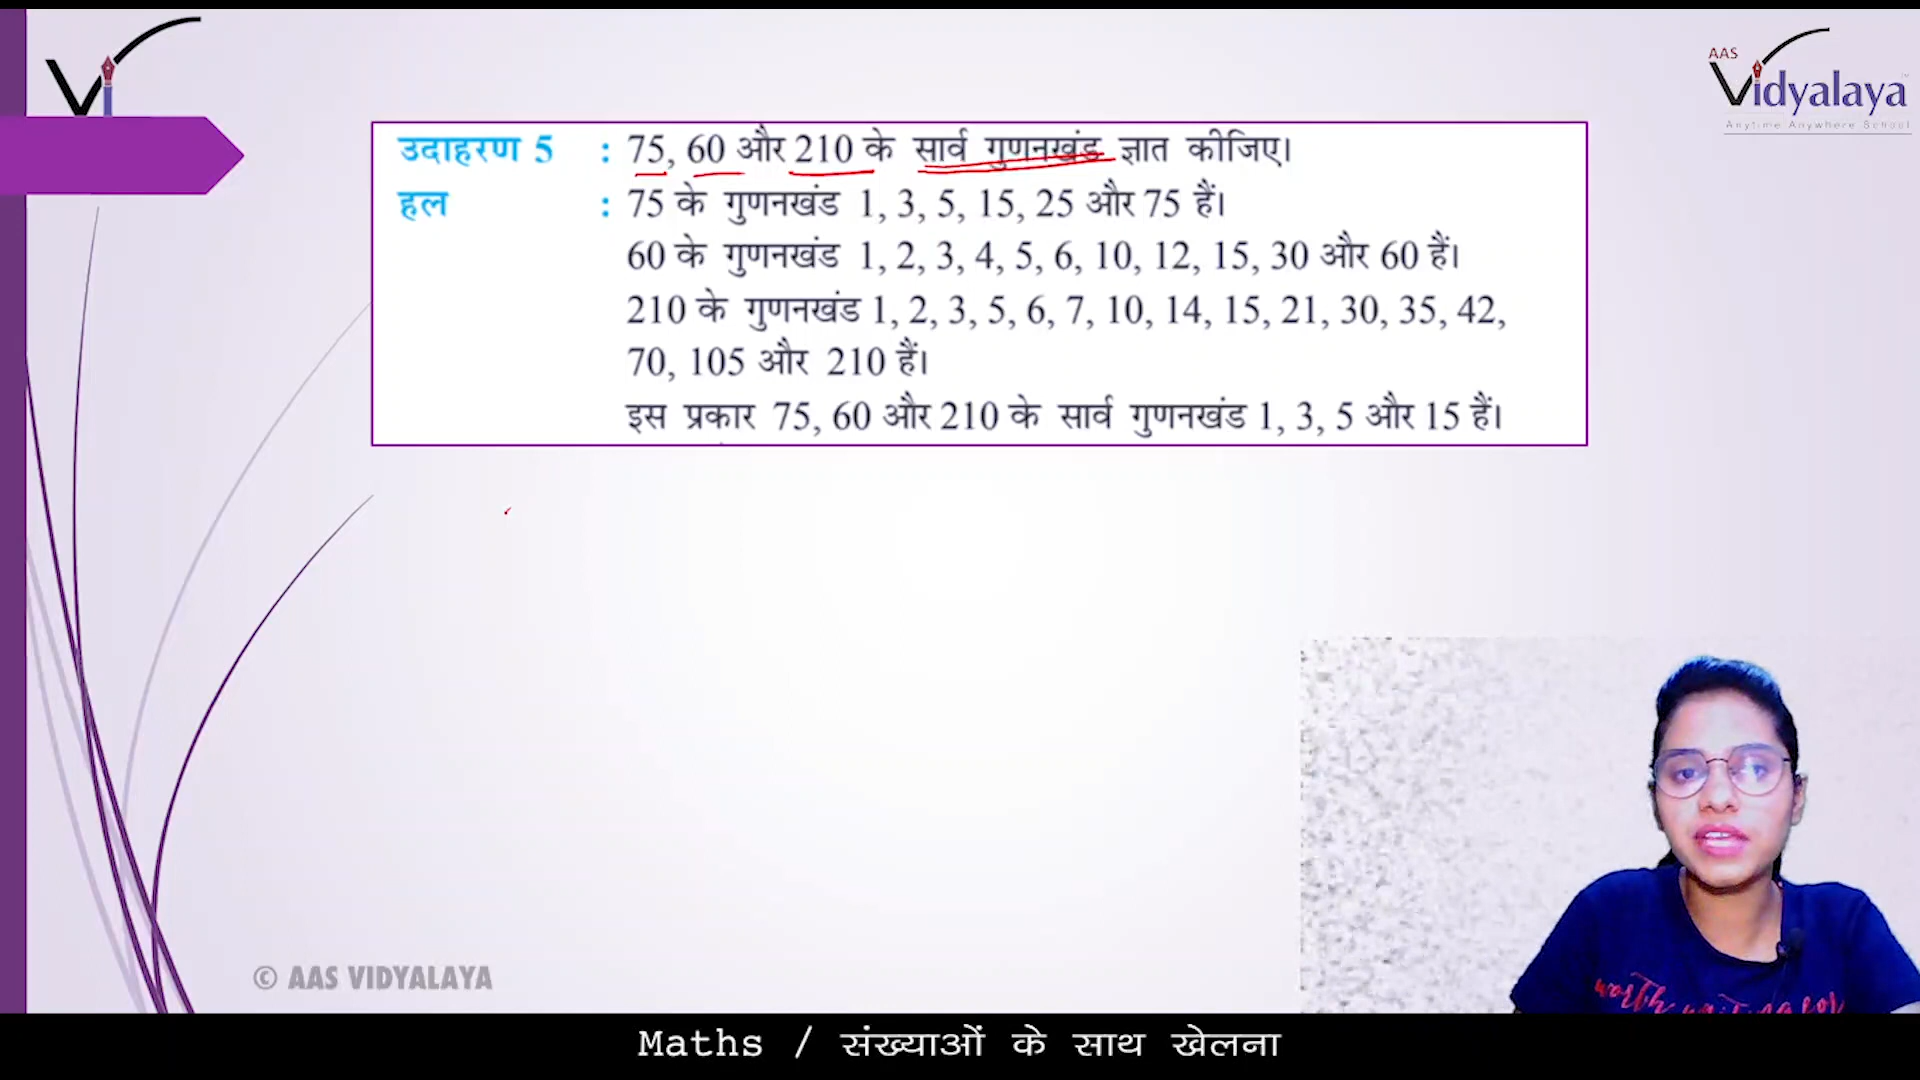 AAS
Vidyalaya
Anytime Anywhere School
उदाहरण 5 : 75, 60 और 210 के सार्व गुणनखंड ज्ञात कीजिए।
हल : 75 के गुणनखंड 1, 3, 5, 15, 25 और 75 हैं।
60 के गुणनखंड 1, 2, 3, 4, 5, 6, 10, 12, 15, 30 और 60 हैं।
210 के गुणनखंड 1, 2, 3, 5, 6, 7, 10, 14, 15, 21, 30, 35, 42,
70, 105 और 210 हैं।
इस प्रकार 75, 60 और 210 के सार्व गुणनखंड 1, 3, 5 और 15 हैं।
© AAS VIDYALAYA
worth waiting for
Maths / संख्याओं के साथ खेलना